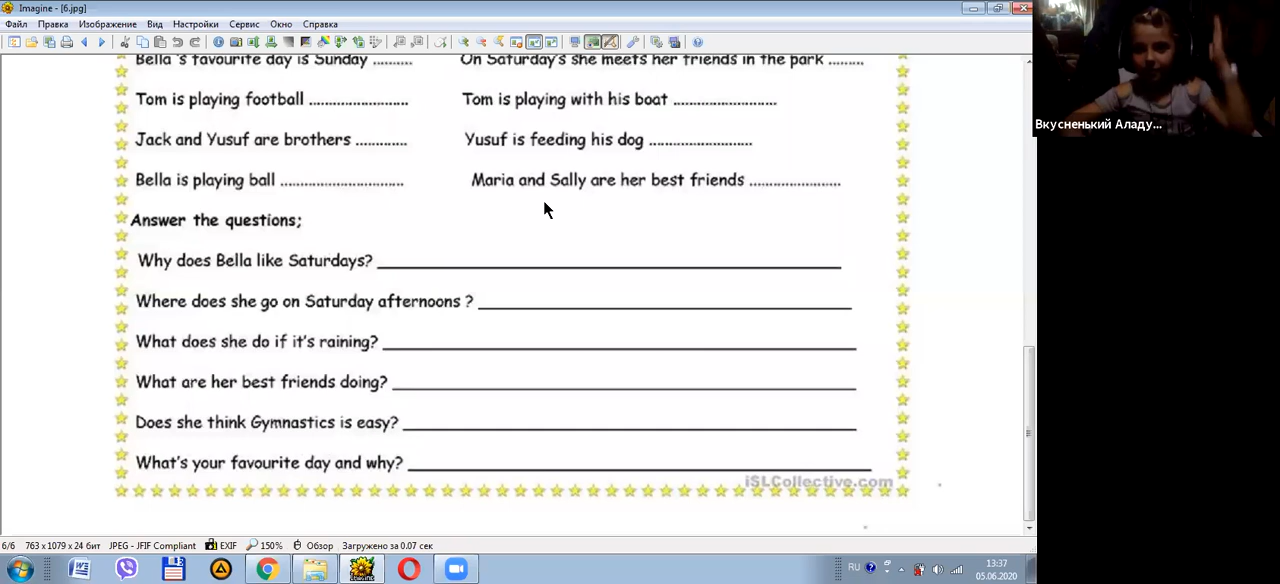 Imagine - [6.jpg]
Файл Правка Изображение Вид Настройки Сервис Окно Справка
Bella 's favourite day is Sunday .......... On Saturday's she meets her friends in the park .........
Tom is playing football ......................... Tom is playing with his boat ..........................
Jack and Yusuf are brothers ............. Yusuf is feeding his dog ..........................
Bella is playing ball ............................... Maria and Sally are her best friends .......................
Answer the questions;
Why does Bella like Saturdays? ____________________
Where does she go on Saturday afternoons ? ____________________
What does she do if it's raining? ____________________
What are her best friends doing? ____________________
Does she think Gymnastics is easy? ____________________
What's your favourite day and why? ____________________
iSLCollective.com
6/6 763 x 1079 x 24 бит JPEG - JFIF Compliant EXIF 150% Обзор Загружено за 0.07 сек
RU 13:37
05.06.2020
Вкусненький Аладу...